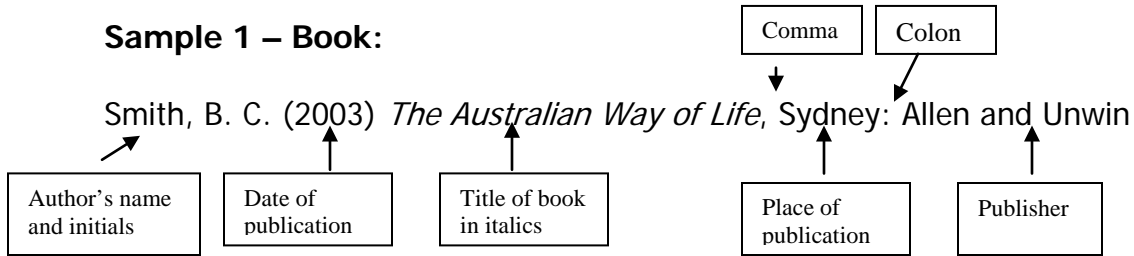 Sample 1 – Book:
Comma
Colon
Smith, B. C. (2003) The Australian Way of Life, Sydney: Allen and Unwin
Author's name
and initials
Date of
publication
Title of book
in italics
Place of
publication
Publisher